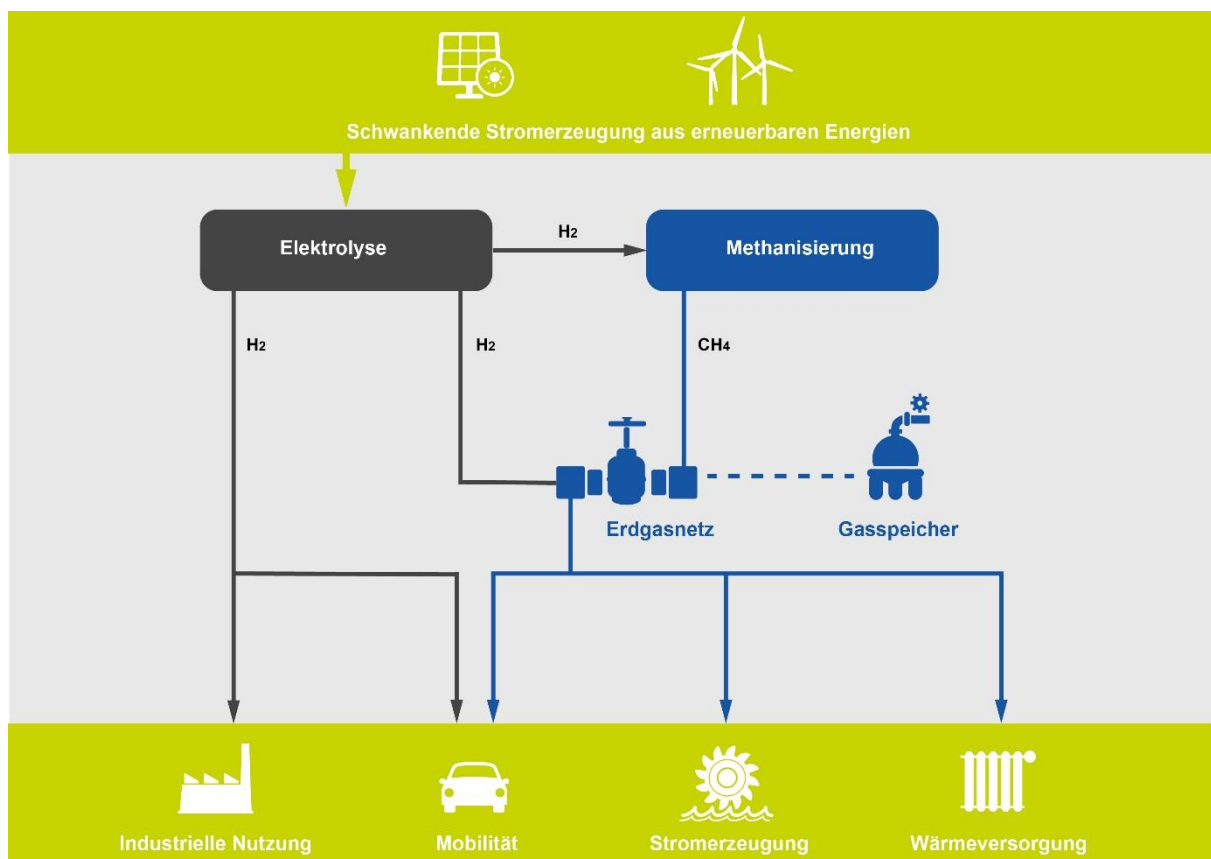 Schwankende Stromerzeugung aus erneuerbaren Energien
Elektrolyse
H2
Methanisierung
H2
H2
CH4
Erdgasnetz
Gasspeicher
Industrielle Nutzung
Mobilität
Stromerzeugung
Wärmeversorgung